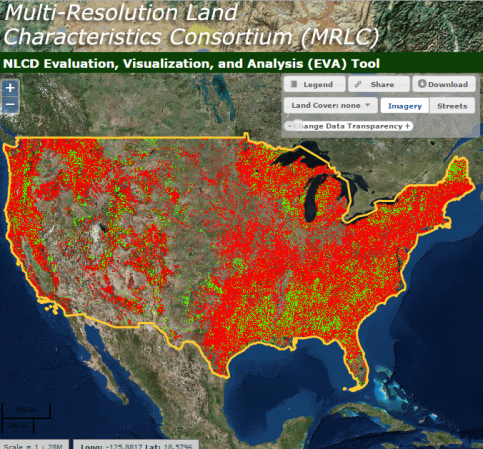 Multi-Resolution Land
Characteristics Consortium (MRLC)
NLCD Evaluation, Visualization, and Analysis (EVA) Tool
+
−
Legend Share Download
Land Cover: none Imagery Streets
- Change Data Transparency +
Scale = 1 : 28M Long: -125.8817 Lat: 18.5796